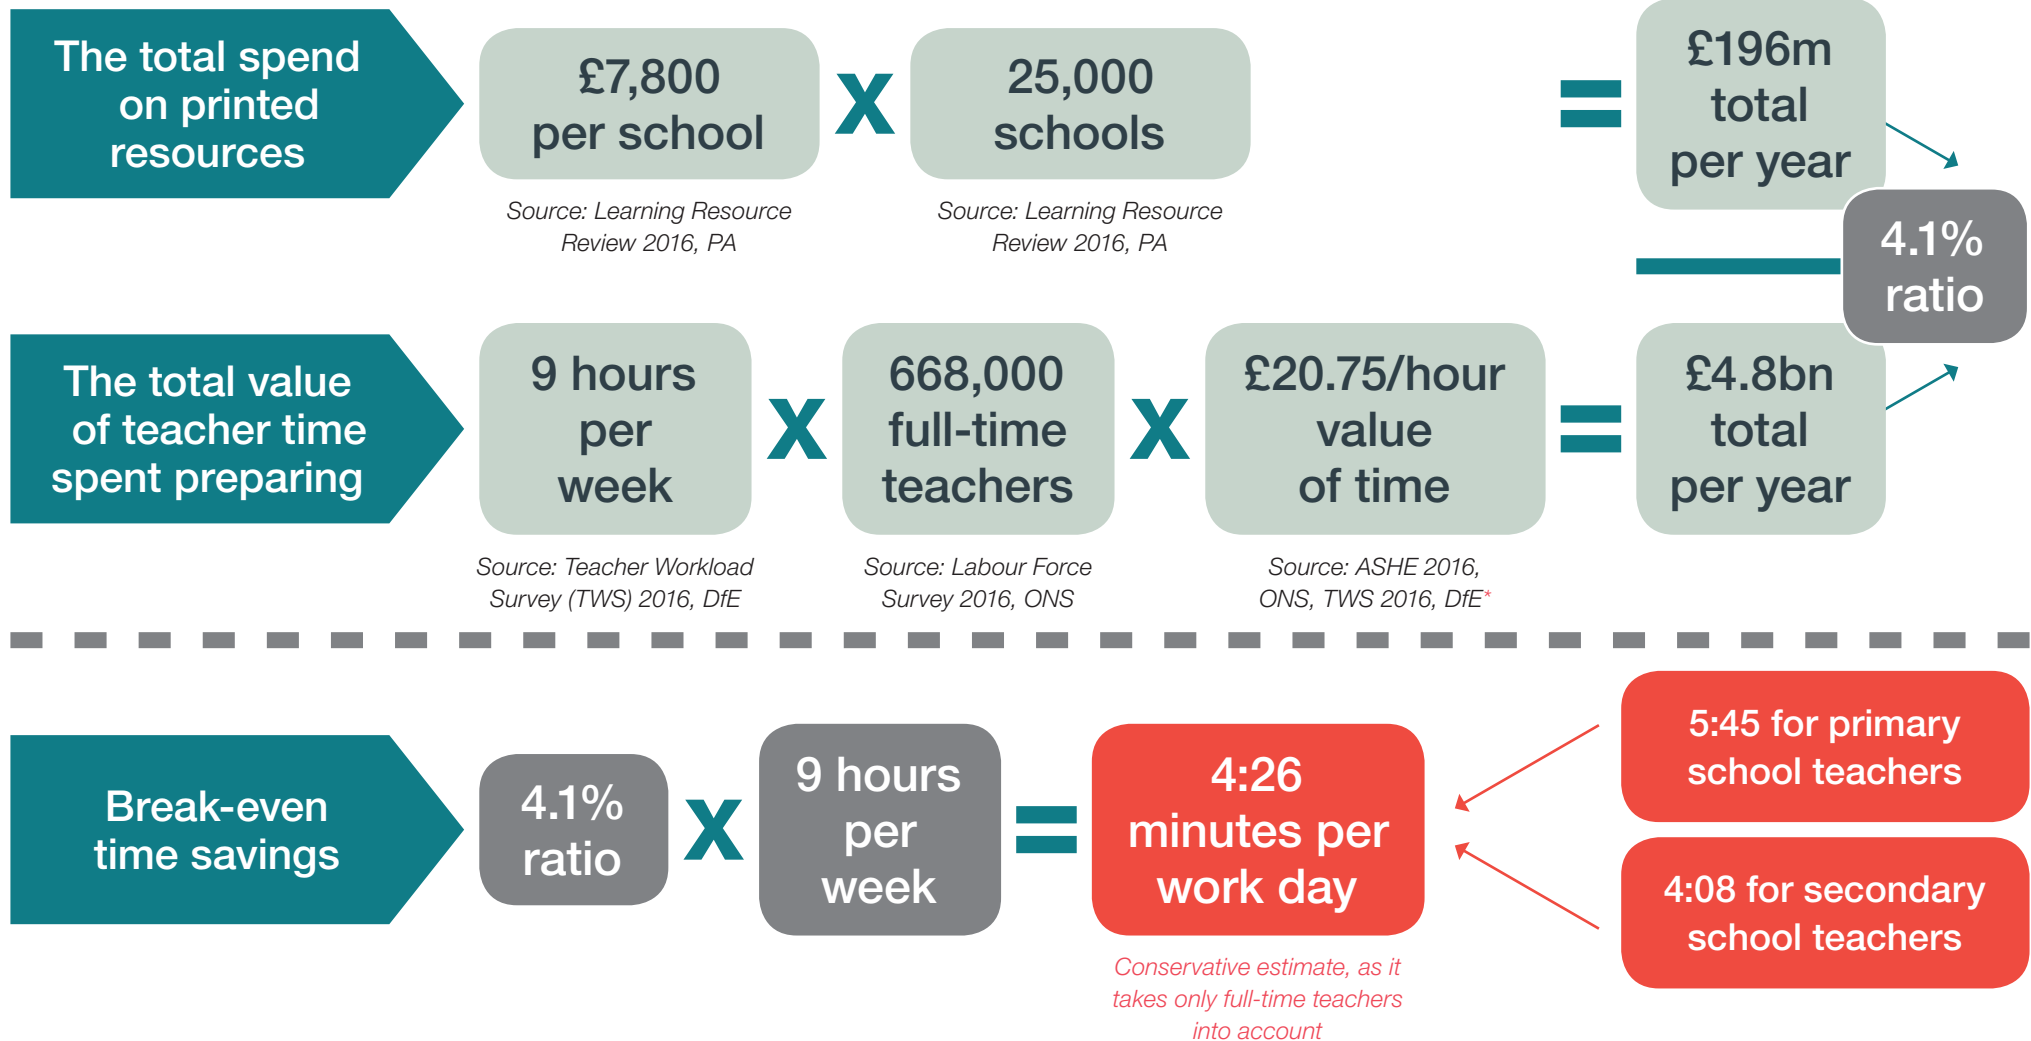 The total spend
on printed
resources
£7,800
per school
X
25,000
schools
=
£196m
total
per year
Source: Learning Resource
Review 2016, PA
Source: Learning Resource
Review 2016, PA
4.1%
ratio
The total value
of teacher time
spent preparing
9 hours
per
week
X
668,000
full-time
teachers
X
£20.75/hour
value
of time
=
£4.8bn
total
per year
Source: Teacher Workload
Survey (TWS) 2016, DfE
Source: Labour Force
Survey 2016, ONS
Source: ASHE 2016,
ONS, TWS 2016, DfE*
Break-even
time savings
4.1%
ratio
X
9 hours
per
week
=
4:26
minutes per
work day
Conservative estimate, as it
takes only full-time teachers
into account
5:45 for primary
school teachers
4:08 for secondary
school teachers